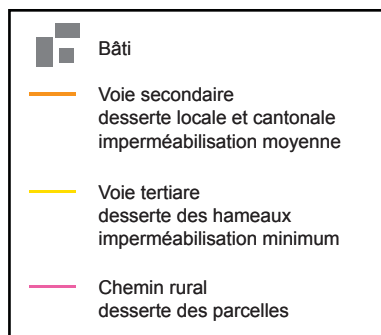 Bâti
Voie secondaire
desserte locale et cantonale
imperméabilisation moyenne
Voie tertiare
desserte des hameaux
imperméabilisation minimum
Chemin rural
desserte des parcelles